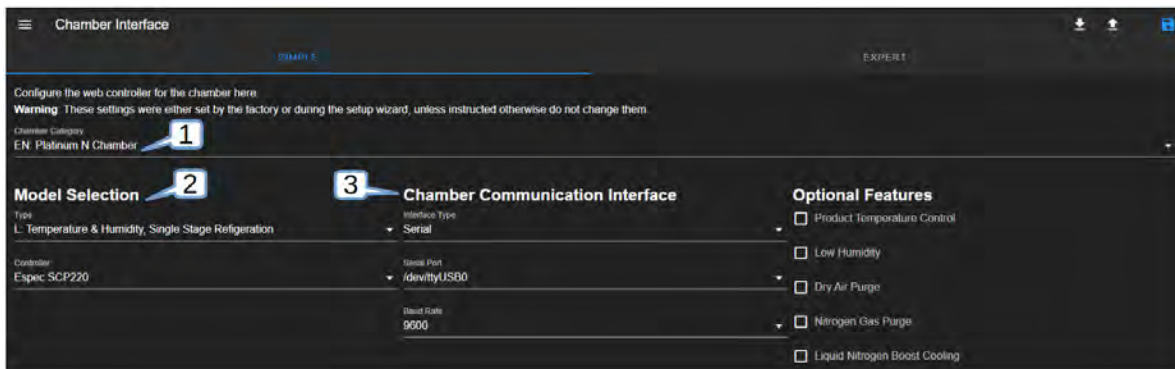 Chamber Interface
SIMPLE
EXPERT
Configure the web controller for the chamber here.
Warning: These settings were either set by the factory or during the setup wizard, unless instructed otherwise do not change them.
Chamber Category
EN: Platinum N Chamber
1
Model Selection
2
Type
L: Temperature & Humidity, Single Stage Refigeration
Controller
Espec SCP220
3
Chamber Communication Interface
Interface Type
Serial
Serial Port
/dev/ttyUSB0
Baud Rate
9600
Optional Features
Product Temperature Control
Low Humidity
Dry Air Purge
Nitrogen Gas Purge
Liquid Nitrogen Boost Cooling